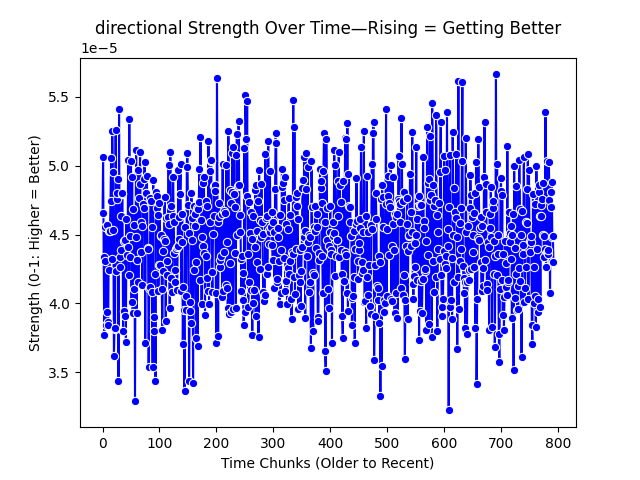 directional Strength Over Time—Rising = Getting Better
1e−5
5.5
5.0
4.5
4.0
3.5
Strength (0-1: Higher = Better)
0 100 200 300 400 500 600 700 800
Time Chunks (Older to Recent)